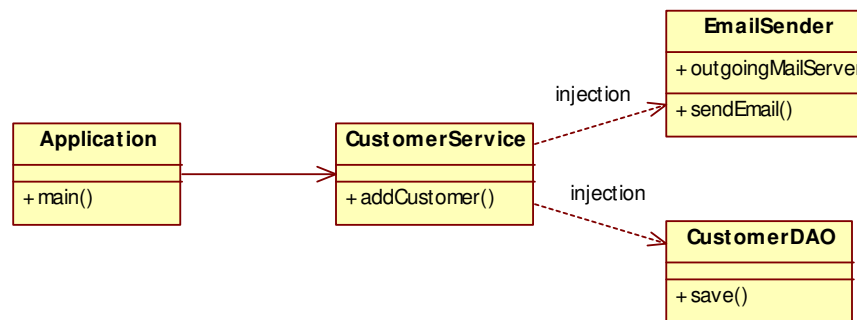 EmailSender
+ outgoingMailServer
+ sendEmail()
injection
Application
+ main()
CustomerService
+ addCustomer()
injection
CustomerDAO
+ save()